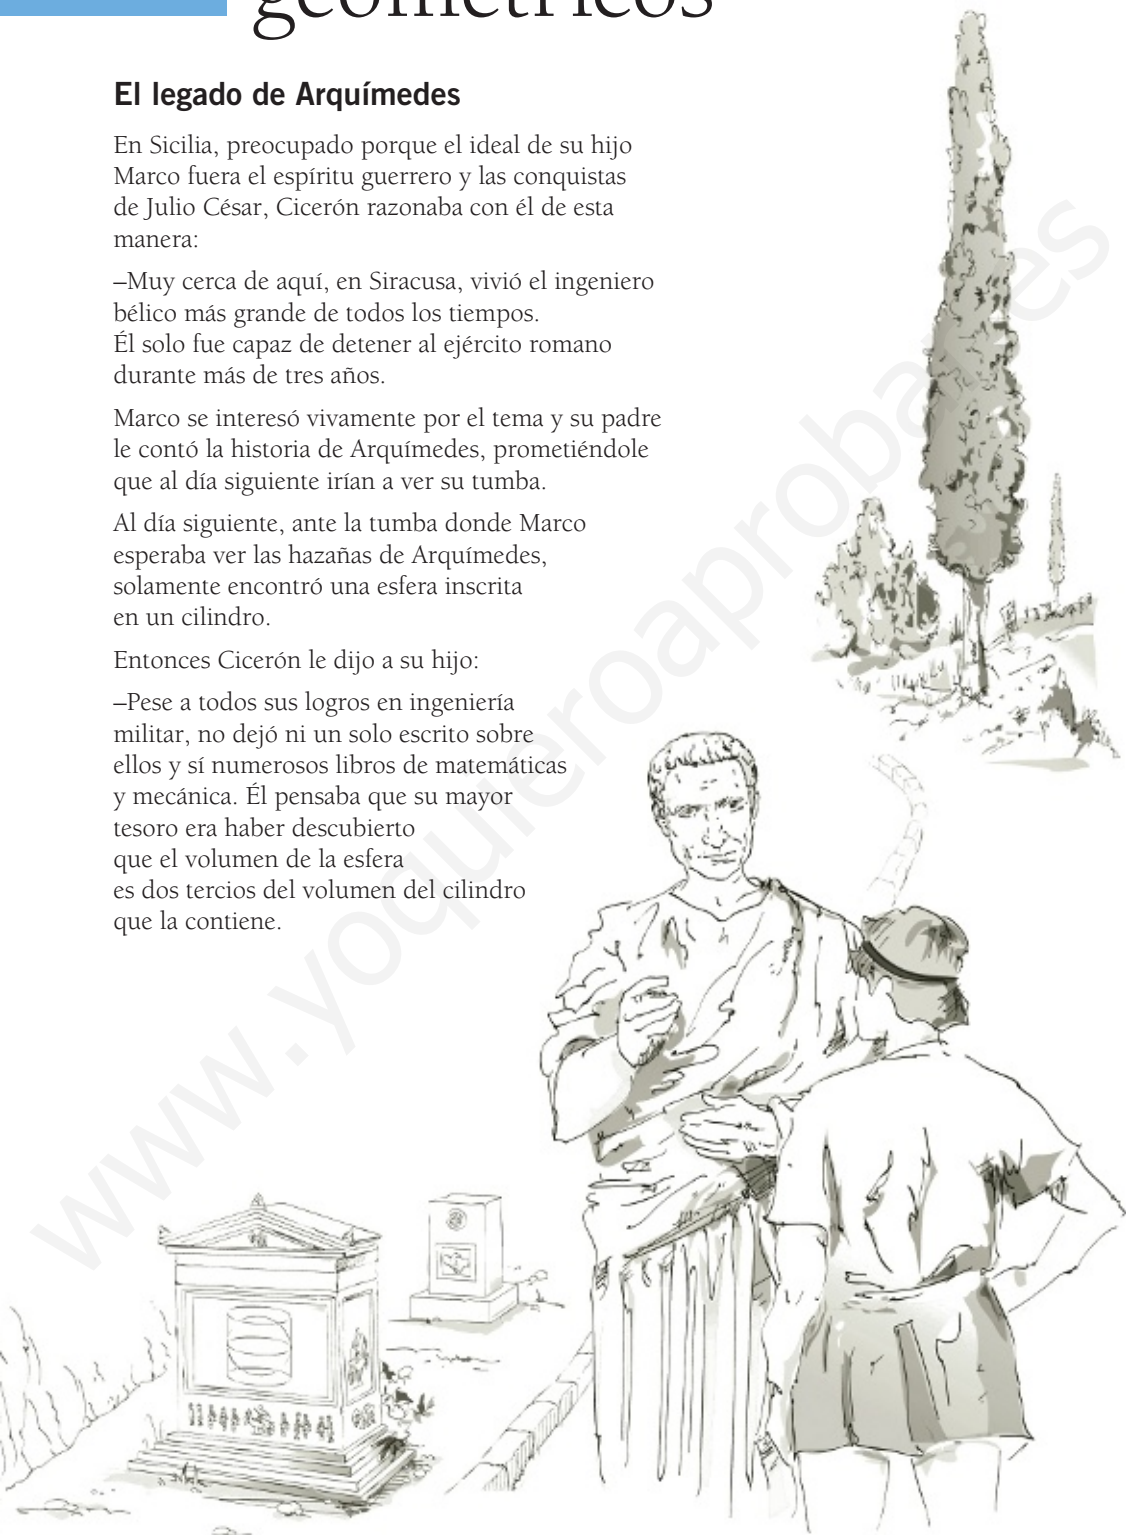 geométricos
El legado de Arquímedes
En Sicilia, preocupado porque el ideal de su hijo
Marco fuera el espíritu guerrero y las conquistas
de Julio César, Cicerón razonaba con él de esta
manera:
–Muy cerca de aquí, en Siracusa, vivió el ingeniero
bélico más grande de todos los tiempos.
Él solo fue capaz de detener al ejército romano
durante más de tres años.
Marco se interesó vivamente por el tema y su padre
le contó la historia de Arquímedes, prometiéndole
que al día siguiente irían a ver su tumba.
Al día siguiente, ante la tumba donde Marco
esperaba ver las hazañas de Arquímedes,
solamente encontró una esfera inscrita
en un cilindro.
Entonces Cicerón le dijo a su hijo:
–Pese a todos sus logros en ingeniería
militar, no dejó ni un solo escrito sobre
ellos y sí numerosos libros de matemáticas
y mecánica. Él pensaba que su mayor
tesoro era haber descubierto
que el volumen de la esfera
es dos tercios del volumen del cilindro
que la contiene.
www.yoquieroaprobar.es